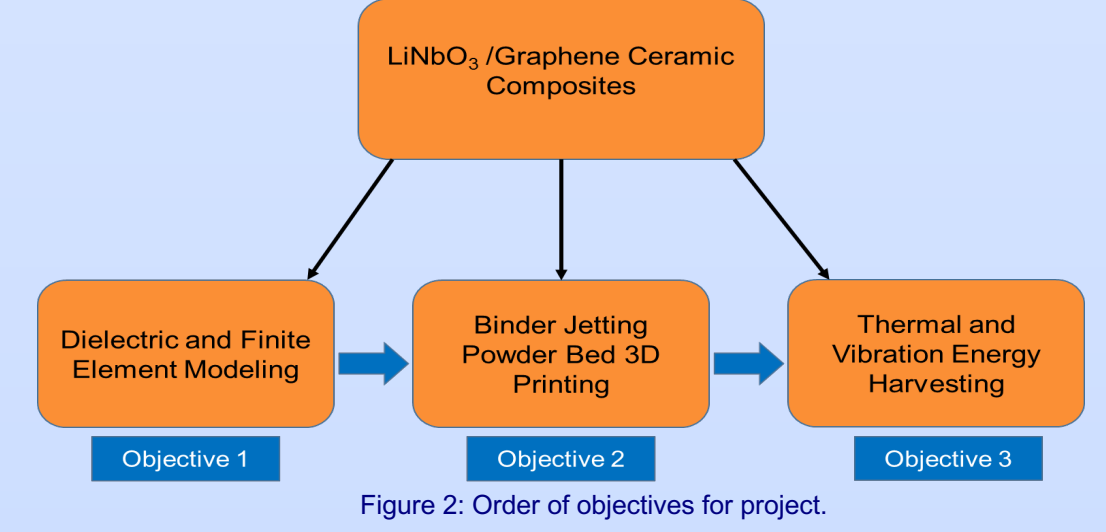 LiNbO₃ /Graphene Ceramic
Composites
Dielectric and Finite
Element Modeling
Binder Jetting
Powder Bed 3D
Printing
Thermal and
Vibration Energy
Harvesting
Objective 1
Objective 2
Objective 3
Figure 2: Order of objectives for project.